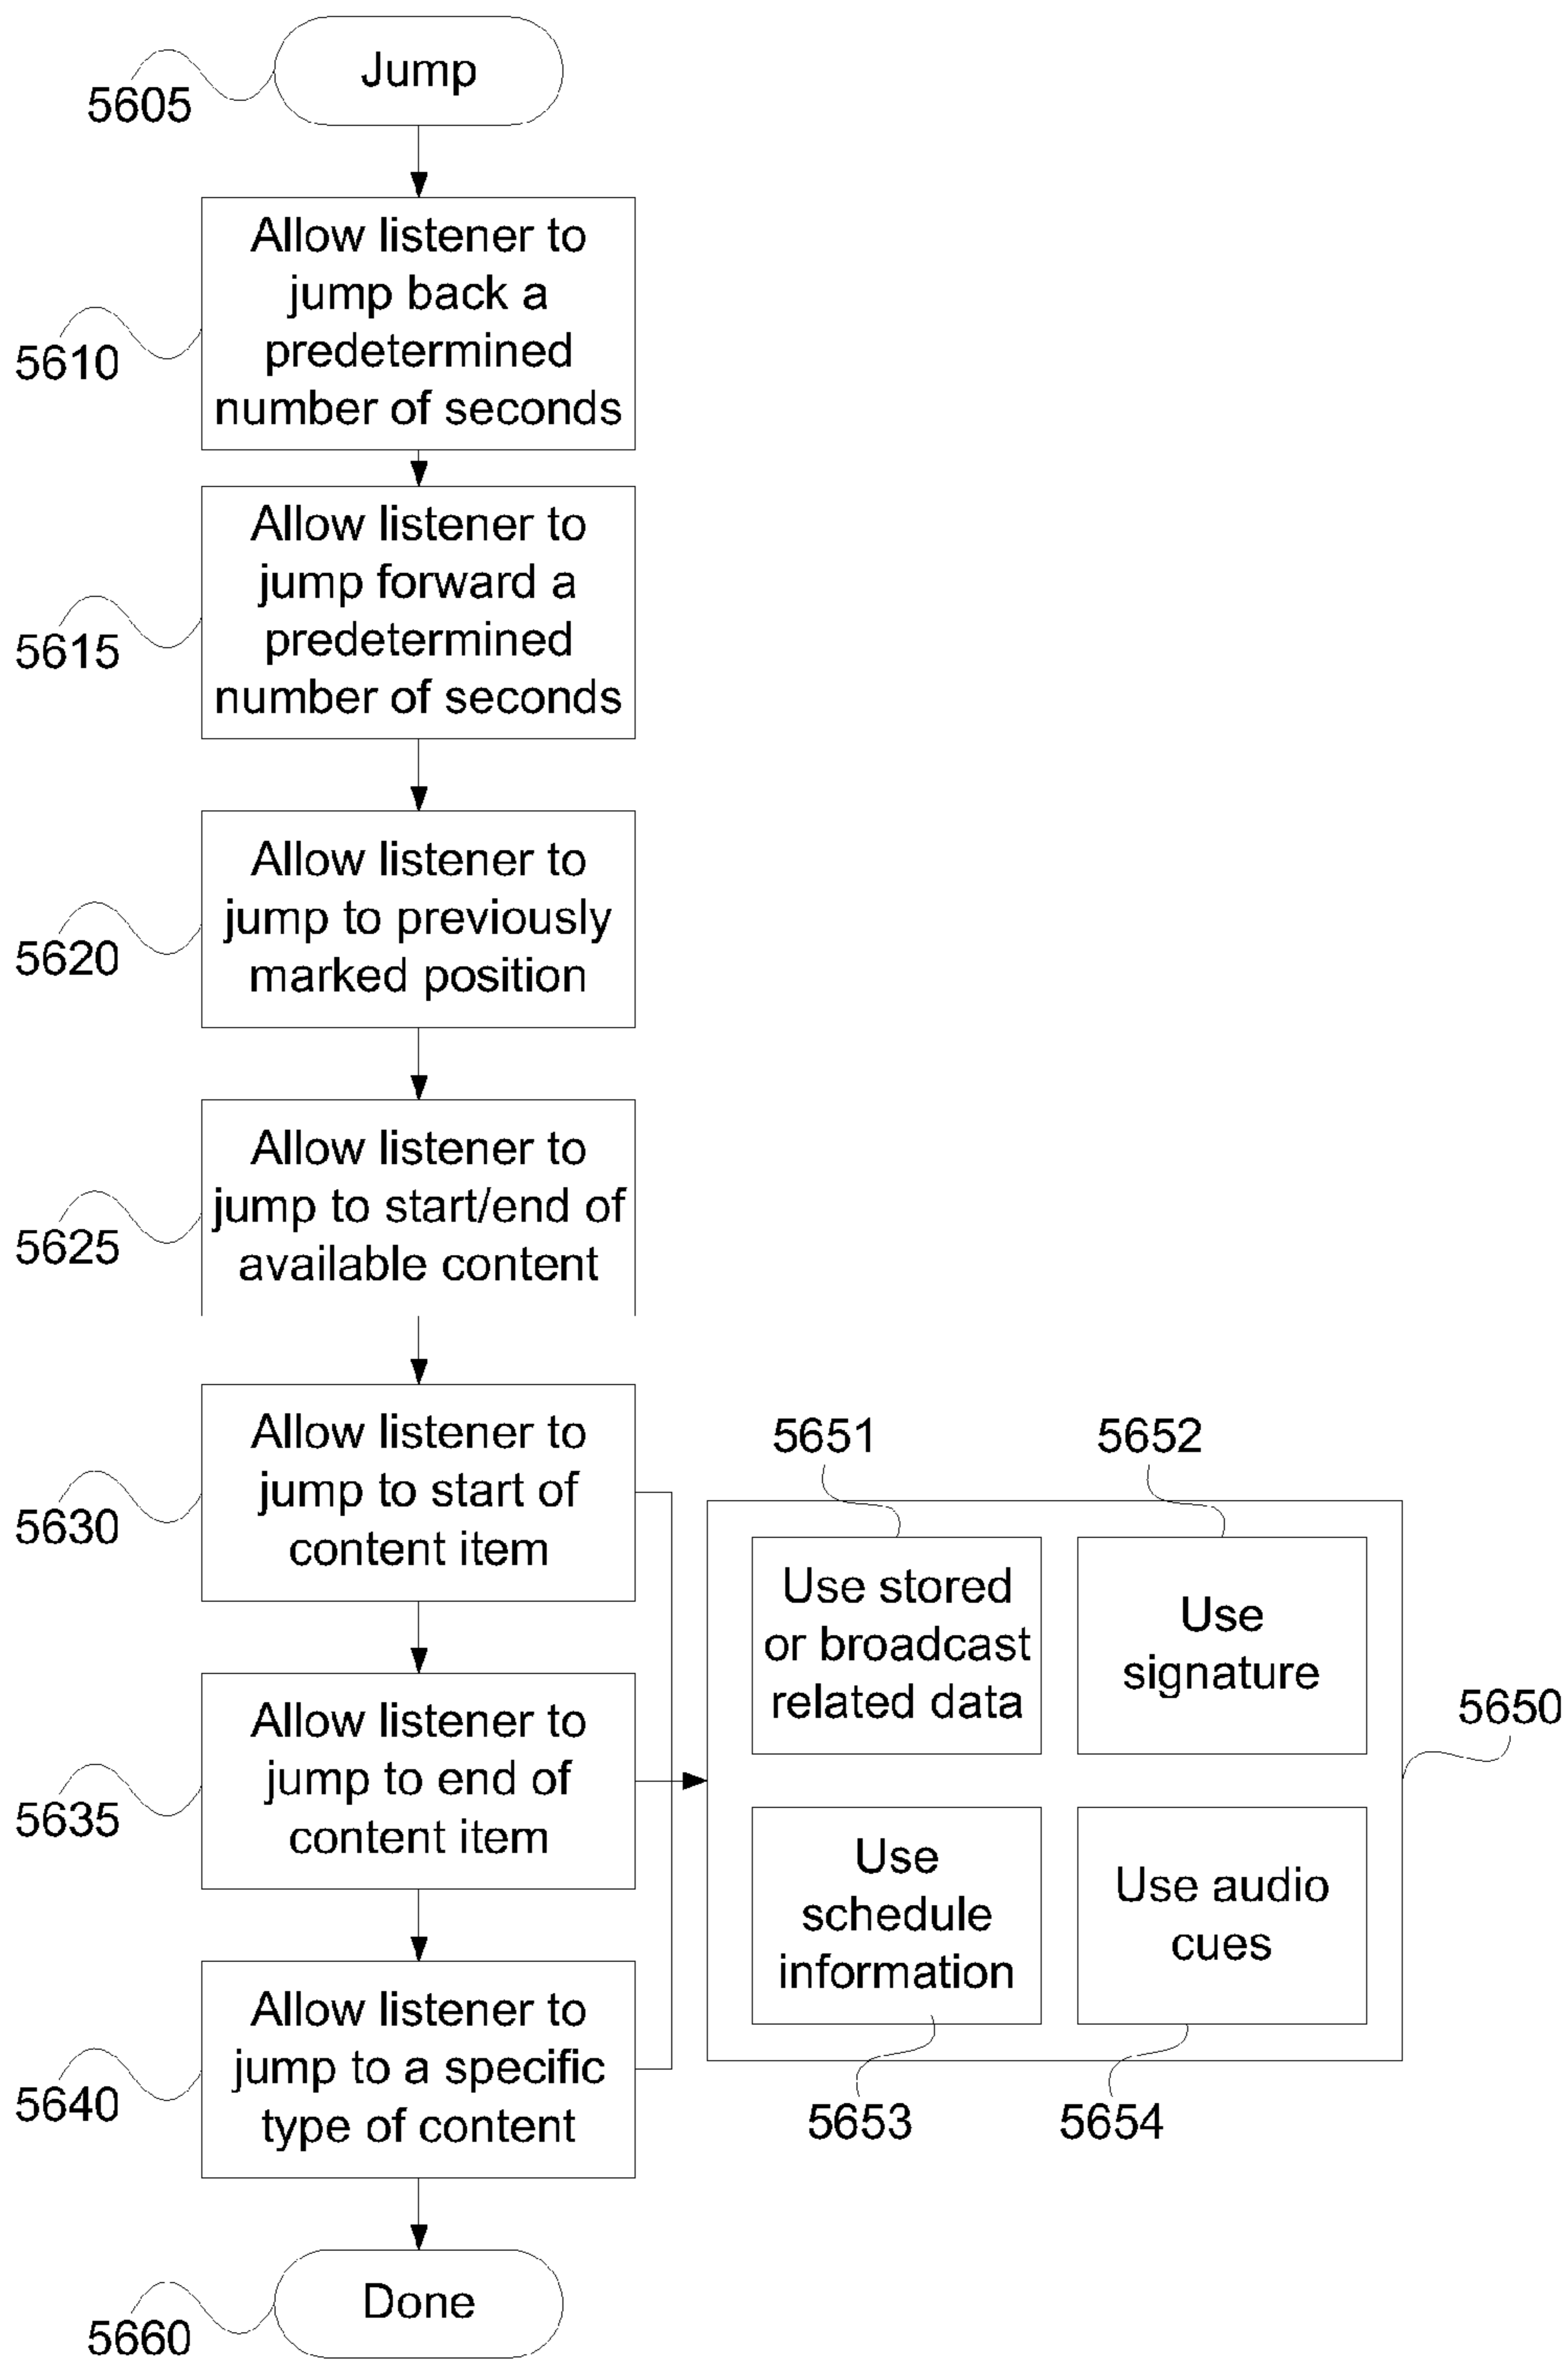 Jump
5605
Allow listener to
jump back a
predetermined
number of seconds
5610
Allow listener to
jump forward a
predetermined
number of seconds
5615
Allow listener to
jump to previously
marked position
5620
Allow listener to
jump to start/end of
available content
5625
Allow listener to
jump to start of
content item
5630
Allow listener to
jump to end of
content item
5635
Allow listener to
jump to a specific
type of content
5640
5651
Use stored
or broadcast
related data
5652
Use
signature
5650
Use
schedule
information
5653
Use audio
cues
5654
Done
5660